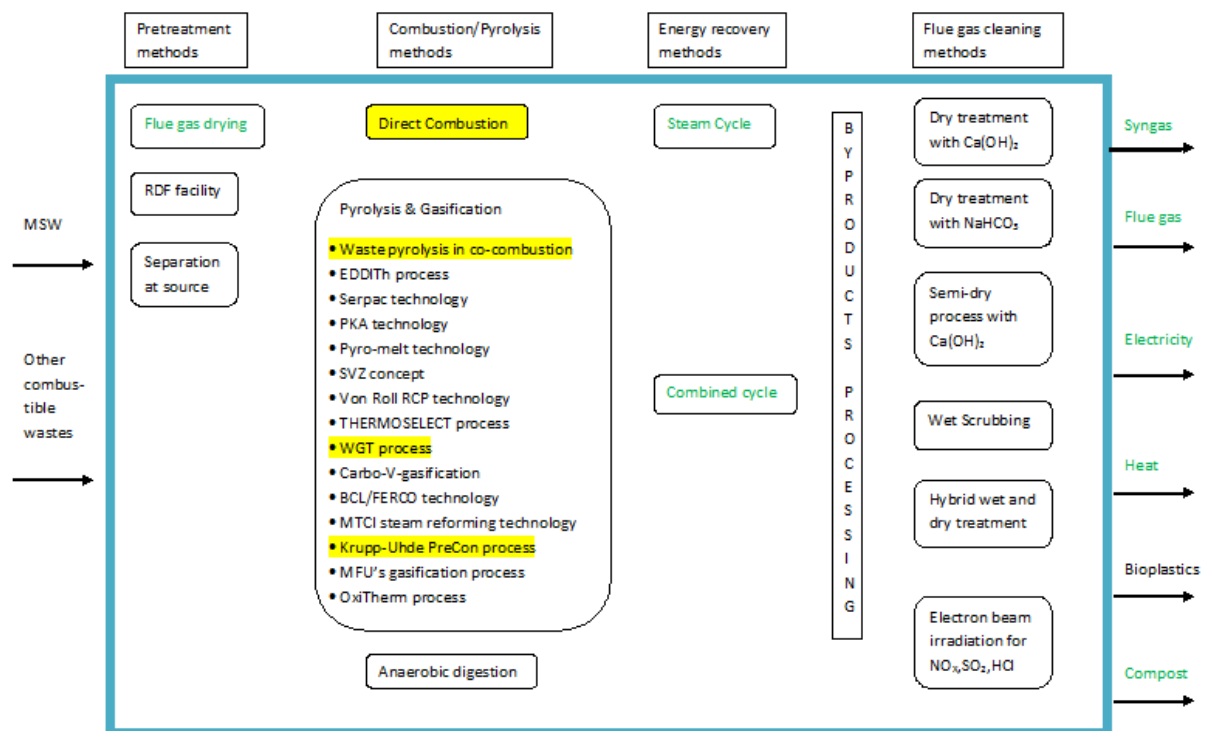 Pretreatment
methods
Combustion/Pyrolysis
methods
Energy recovery
methods
Flue gas cleaning
methods
MSW
Other
combus-
tible
wastes
Flue gas drying
RDF facility
Separation
at source
Direct Combustion
Pyrolysis & Gasification
• Waste pyrolysis in co-combustion
• EDDITh process
• Serpac technology
• PKA technology
• Pyro-melt technology
• SVZ concept
• Von Roll RCP technology
• THERMOSELECT process
• WGT process
• Carbo-V-gasification
• BCL/FERCO technology
• MTCI steam reforming technology
• Krupp-Uhde PreCon process
• MFU's gasification process
• OxiTherm process
Anaerobic digestion
Steam Cycle
Combined cycle
BYPRODUCTS PROCESSING
Dry treatment
with Ca(OH)₂
Dry treatment
with NaHCO₃
Semi-dry
process with
Ca(OH)₂
Wet Scrubbing
Hybrid wet and
dry treatment
Electron beam
irradiation for
NOₓ,SO₂,HCl
Syngas
Flue gas
Electricity
Heat
Bioplastics
Compost